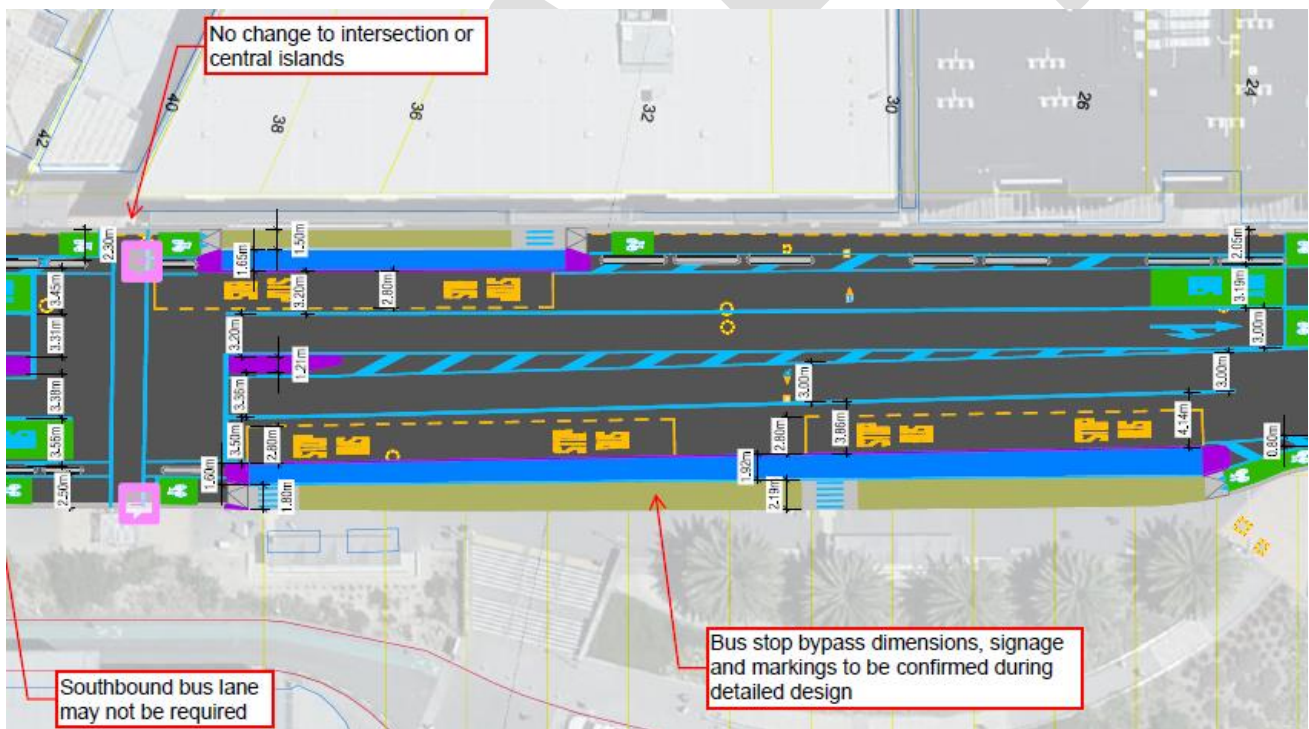 No change to intersection or
central islands
42
40
38
36
32
30
26
24
2.30m
1.50m
1.65m
2.05m
3.45m
3.20m
2.80m
3.19m
3.31m
3.20m
3.00m
1.21m
3.38m
3.36m
3.00m
3.00m
3.56m
3.50m
2.80m
2.80m
3.86m
4.14m
0.80m
2.50m
1.60m
1.92m
1.80m
2.19m
Southbound bus lane
may not be required
Bus stop bypass dimensions, signage
and markings to be confirmed during
detailed design